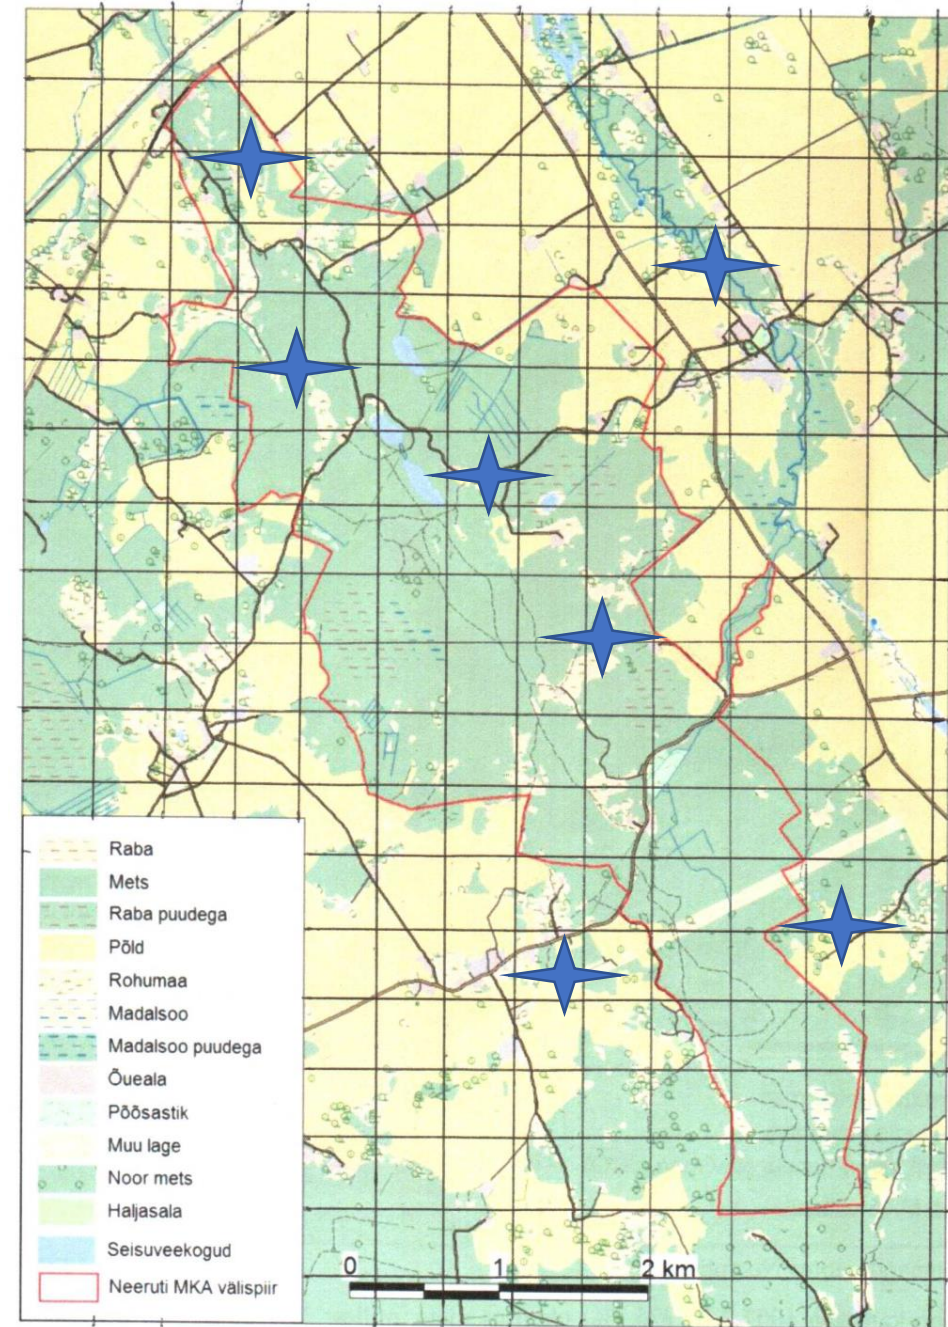 Raba
Mets
Raba puudega
Põld
Rohumaa
Madalsoo
Madalsoo puudega
Õueala
Põõsastik
Muu lage
Noor mets
Haljasala
Seisuveekogud
Neeruti MKA välispiir
0 1 2 km